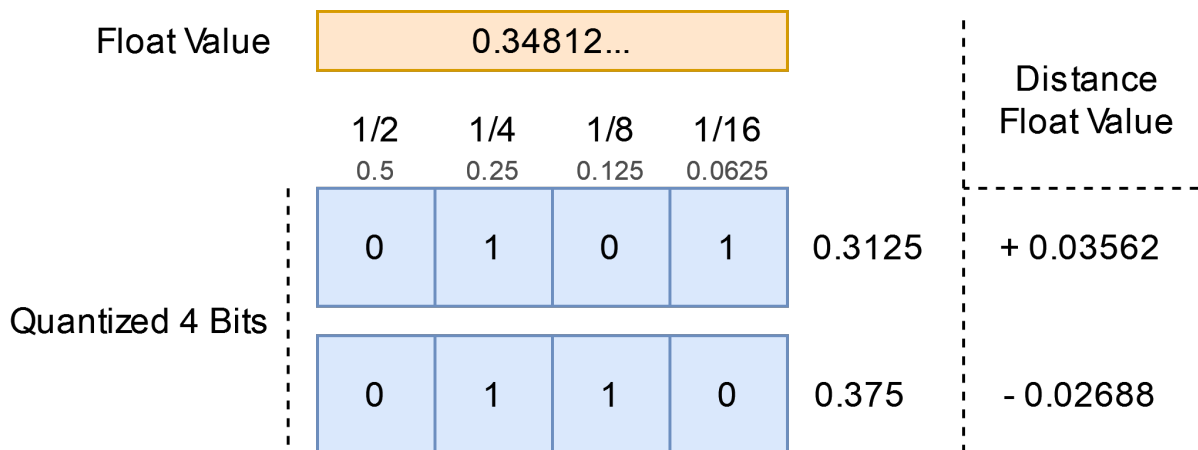 Float Value
0.34812...
Distance
Float Value
1/2 1/4 1/8 1/16
0.5 0.25 0.125 0.0625
0 1 0 1 0.3125 + 0.03562
Quantized 4 Bits
0 1 1 0 0.375 - 0.02688